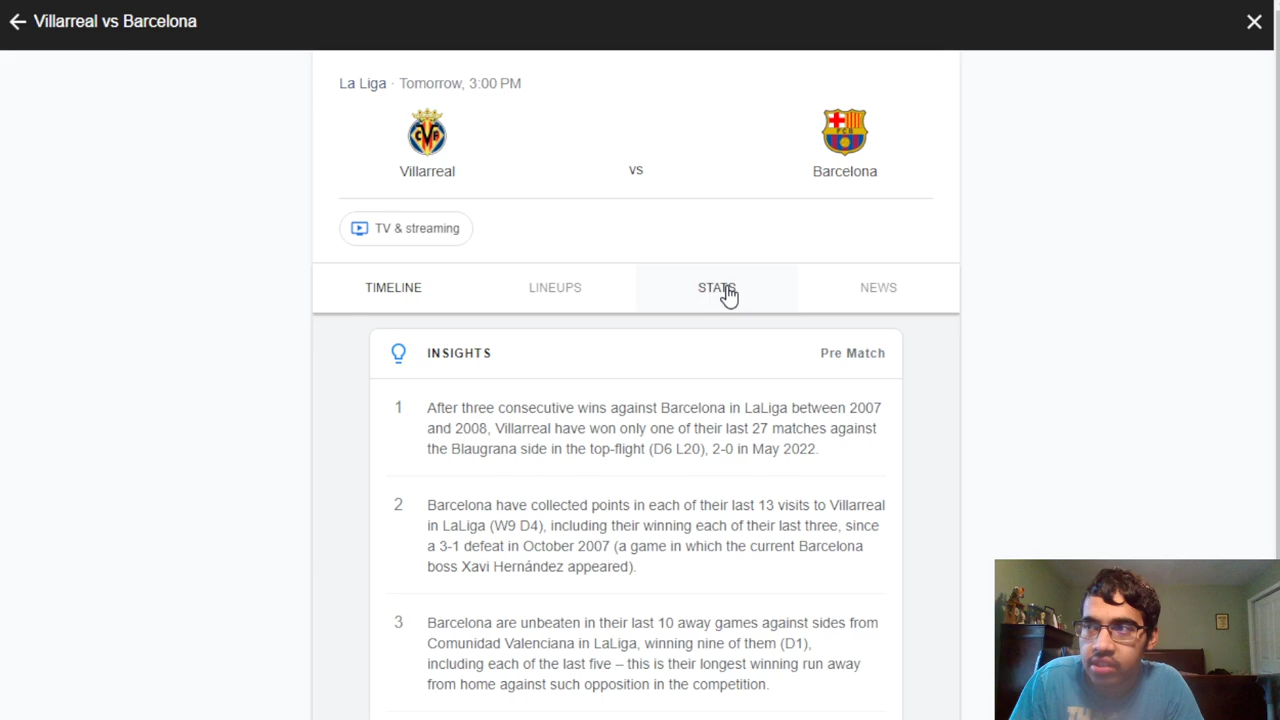 Villarreal vs Barcelona
La Liga · Tomorrow, 3:00 PM
Villarreal
VS
Barcelona
TV & streaming
TIMELINE
LINEUPS
STATS
NEWS
INSIGHTS
Pre Match
1
After three consecutive wins against Barcelona in LaLiga between 2007
and 2008, Villarreal have won only one of their last 27 matches against
the Blaugrana side in the top-flight (D6 L20), 2-0 in May 2022.
2
Barcelona have collected points in each of their last 13 visits to Villarreal
in LaLiga (W9 D4), including their winning each of their last three, since
a 3-1 defeat in October 2007 (a game in which the current Barcelona
boss Xavi Hernández appeared).
3
Barcelona are unbeaten in their last 10 away games against sides from
Comunidad Valenciana in LaLiga, winning nine of them (D1),
including each of the last five – this is their longest winning run away
from home against such opposition in the competition.